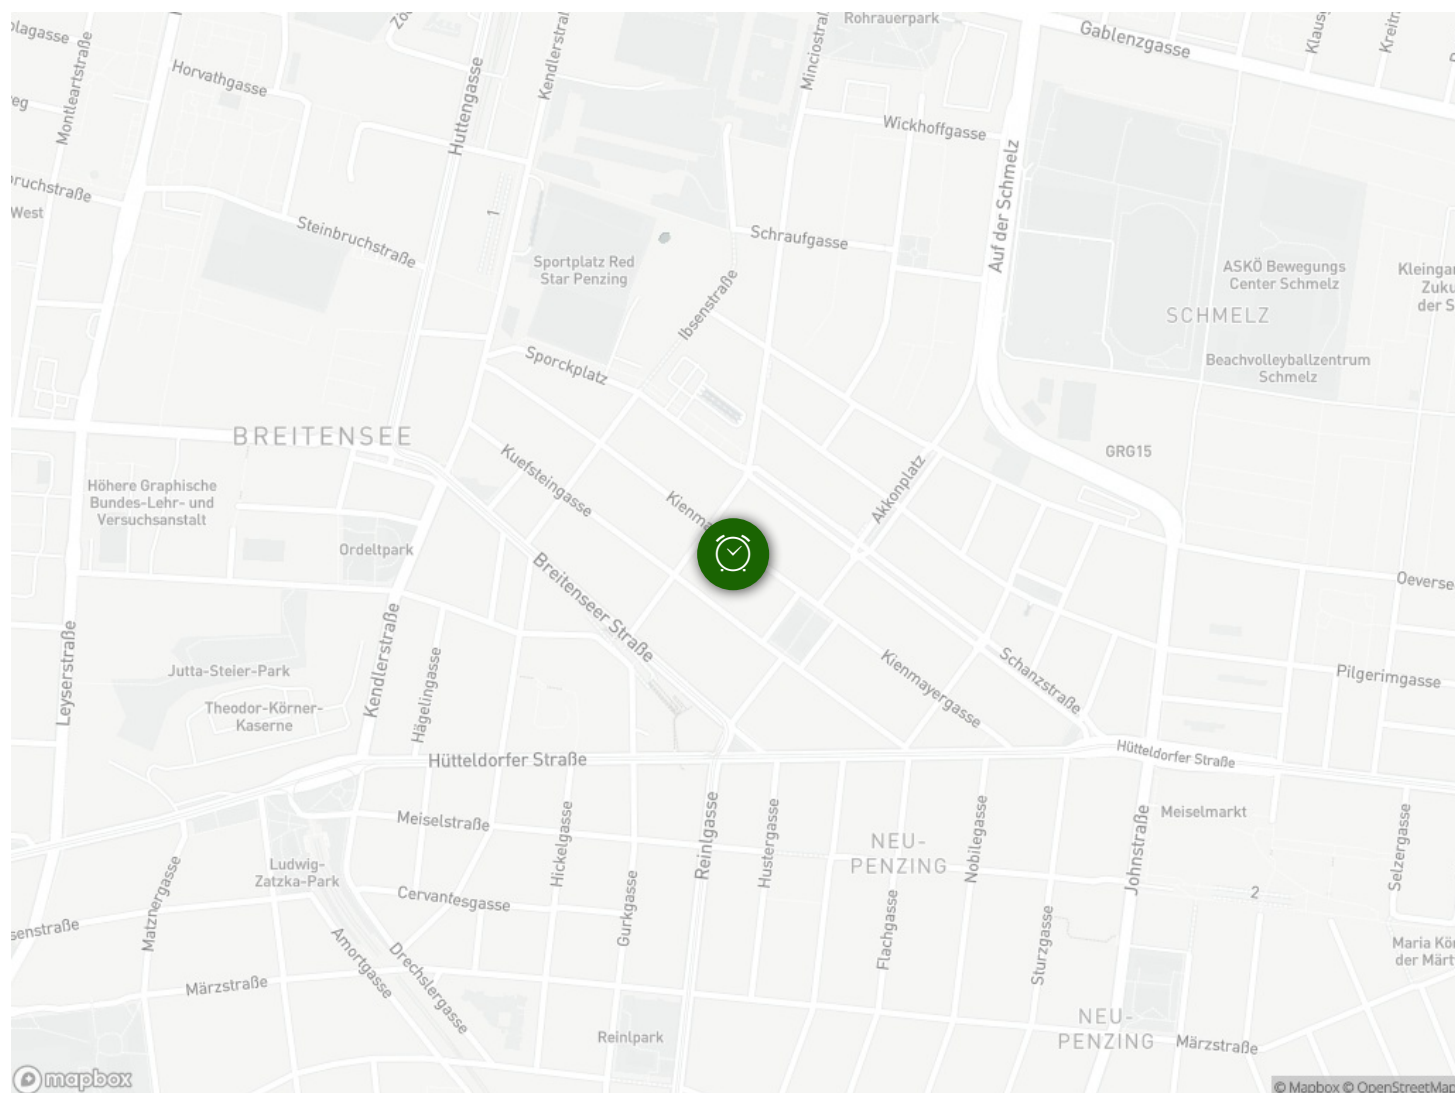 Rohrauerpark
Gablenzgasse
Huttengasse
Kendlerstraße
Horvathgasse
Montleartstraße
Wickhoffgasse
Auf der Schmelz
West
Steinbruchstraße
1
Schraufgasse
Sportplatz Red
Star Penzing
ASKÖ Bewegungs
Center Schmelz
SCHMELZ
Ibsenstraße
Sporckplatz
Beachvolleyballzentrum
Schmelz
BREITENSEE
Kuefsteingasse
GRG15
Akkonplatz
Höhere Graphische
Bundes-Lehr- und
Versuchsanstalt
Ordeltpark
Breitenseer Straße
Leyserstraße
Kendlerstraße
Jutta-Steier-Park
Hägelingasse
Theodor-Körner-
Kaserne
Kienmayergasse
Schanzstraße
Pilgerimgasse
Hütteldorfer Straße
Hütteldorfer Straße
Meiselstraße
Meiselmarkt
NEU-
PENZING
Johnstraße
Selzergasse
Hickelgasse
Reinlgasse
Hustergasse
Nobilegasse
Ludwig-
Zatzka-Park
Cervantesgasse
2
Matznergasse
Gurkgasse
Flachgasse
Sturzgasse
Amortgasse
Drechslergasse
Märzstraße
Reinlpark
NEU-
PENZING
Märzstraße
mapbox
© Mapbox © OpenStreetMap